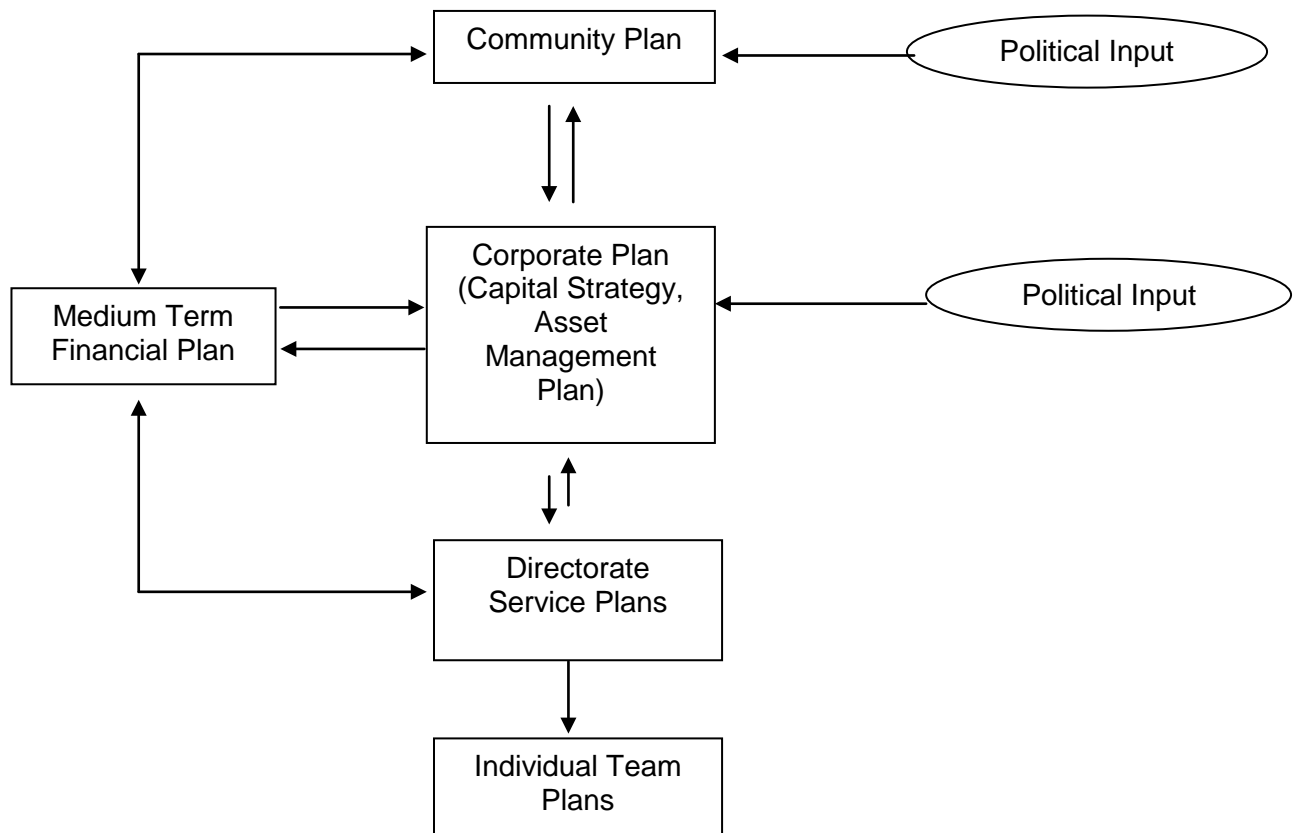 Community Plan
Political Input
Corporate Plan
(Capital Strategy,
Asset
Management
Plan)
Political Input
Medium Term
Financial Plan
Directorate
Service Plans
Individual Team
Plans